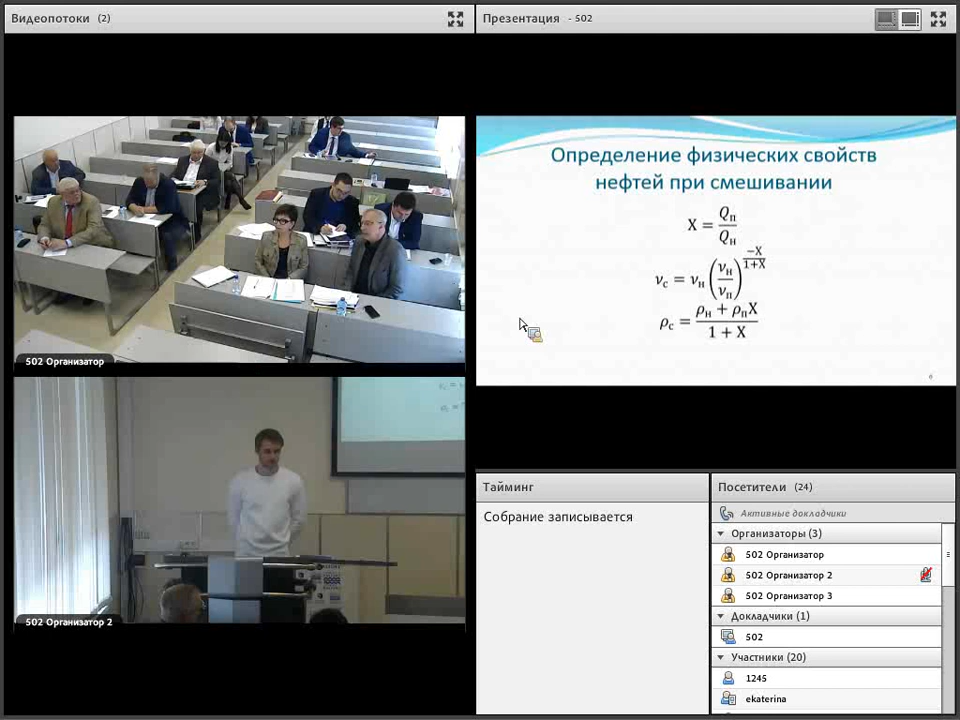 Видеопотоки (2)
502 Организатор
502 Организатор 2
Презентация - 502
Определение физических свойств
нефтей при смешивании
X = Qп / Qн
νс = νн (νн / νп)^(−X / 1+X)
ρс = (ρн + ρпX) / (1 + X)
6
Тайминг
Собрание записывается
Посетители (24)
Активные докладчики
Организаторы (3)
502 Организатор
502 Организатор 2
502 Организатор 3
Докладчики (1)
502
Участники (20)
1245
ekaterina